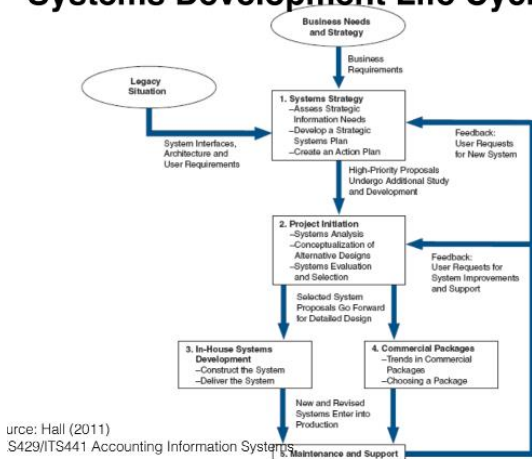 Systems Development Life Cycl
Business Needs
and Strategy
Business
Requirements
Legacy
Situation
System Interfaces,
Architecture and
User Requirements
1. Systems Strategy
–Assess Strategic
Information Needs
–Develop a Strategic
Systems Plan
–Create an Action Plan
Feedback:
User Requests
for New System
High-Priority Proposals
Undergo Additional Study
and Development
2. Project Initiation
–Systems Analysis
–Conceptualization of
Alternative Designs
–Systems Evaluation
and Selection
Feedback:
User Requests for
System Improvements
and Support
Selected System
Proposals Go Forward
for Detailed Design
3. In-House Systems
Development
–Construct the System
–Deliver the System
4. Commercial Packages
–Trends in Commercial
Packages
–Choosing a Package
New and Revised
Systems Enter into
Production
urce: Hall (2011)
S429/ITS441 Accounting Information Systems
5. Maintenance and Support